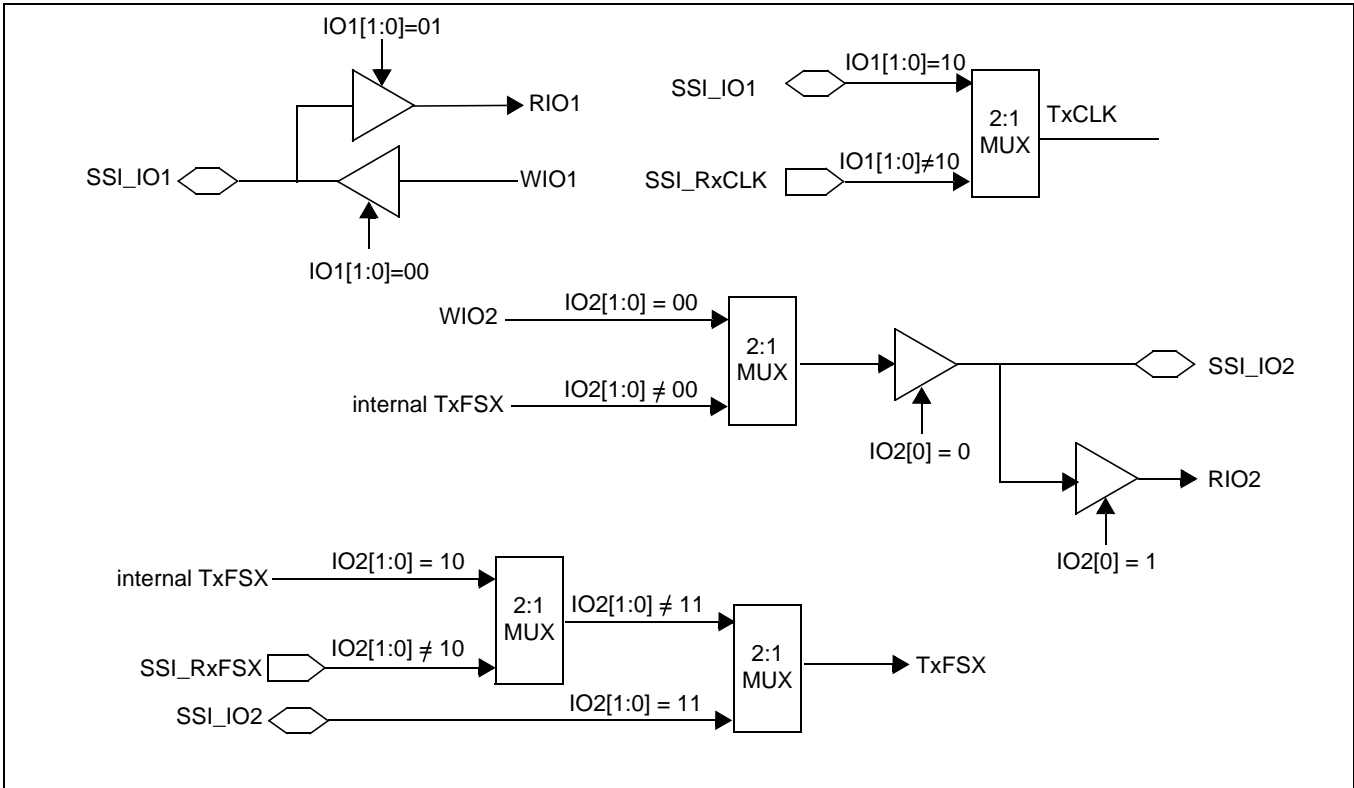 IO1[1:0]=01
RIO1
SSI_IO1
WIO1
IO1[1:0]=00
SSI_IO1
IO1[1:0]=10
2:1
MUX
TxCLK
SSI_RxCLK
IO1[1:0]≠10
WIO2
IO2[1:0] = 00
2:1
MUX
internal TxFSX
IO2[1:0] ≠ 00
SSI_IO2
IO2[0] = 0
RIO2
IO2[0] = 1
internal TxFSX
IO2[1:0] = 10
2:1
MUX
IO2[1:0] ≠ 11
SSI_RxFSX
IO2[1:0] ≠ 10
2:1
MUX
TxFSX
SSI_IO2
IO2[1:0] = 11